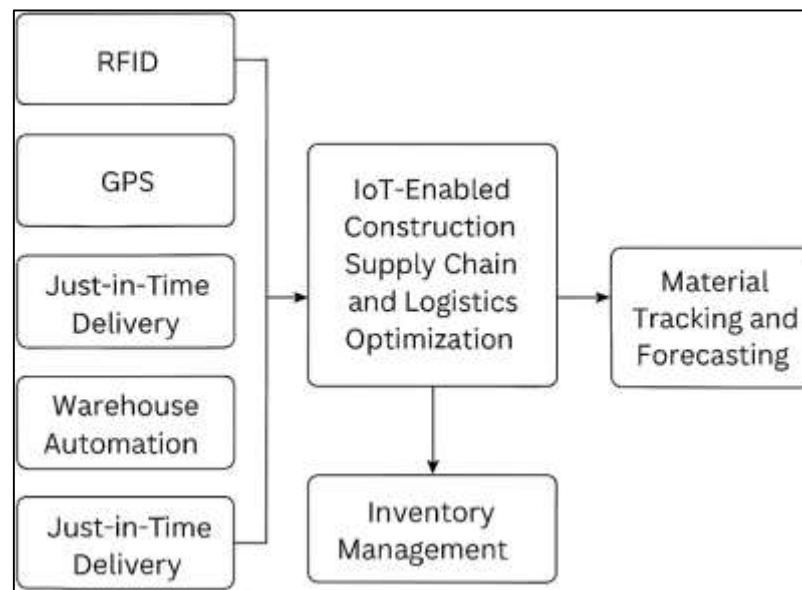 RFID
GPS
Just-in-Time
Delivery
Warehouse
Automation
Just-in-Time
Delivery
IoT-Enabled
Construction
Supply Chain
and Logistics
Optimization
Inventory
Management
Material
Tracking and
Forecasting